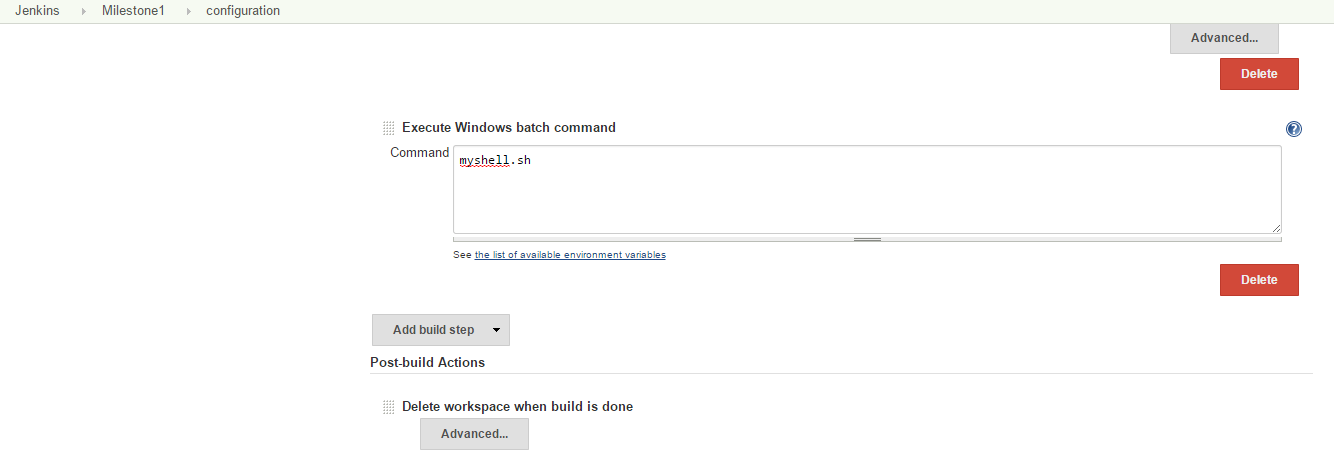 Jenkins Milestone1 configuration
Advanced...
Delete
Execute Windows batch command
?
Command
myshell.sh
See the list of available environment variables
Delete
Add build step
Post-build Actions
Delete workspace when build is done
Advanced...